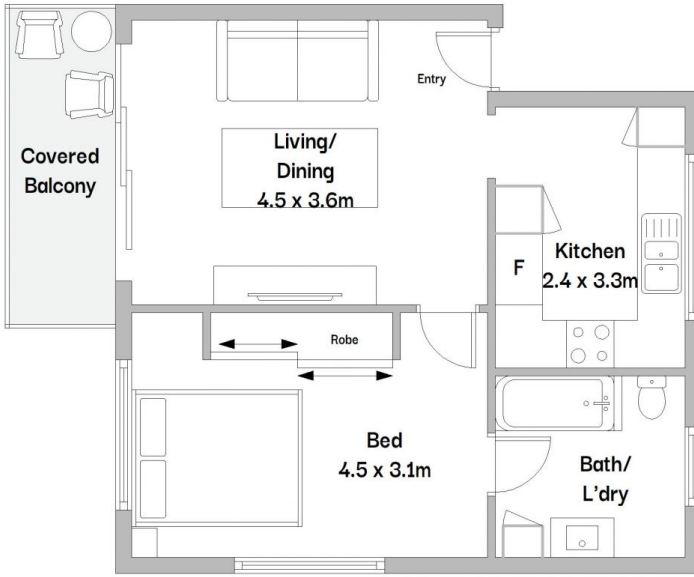 Entry
Covered
Balcony
Living/
Dining
4.5 x 3.6m
F
Kitchen
2.4 x 3.3m
Robe
Bed
4.5 x 3.1m
Bath/
L'dry